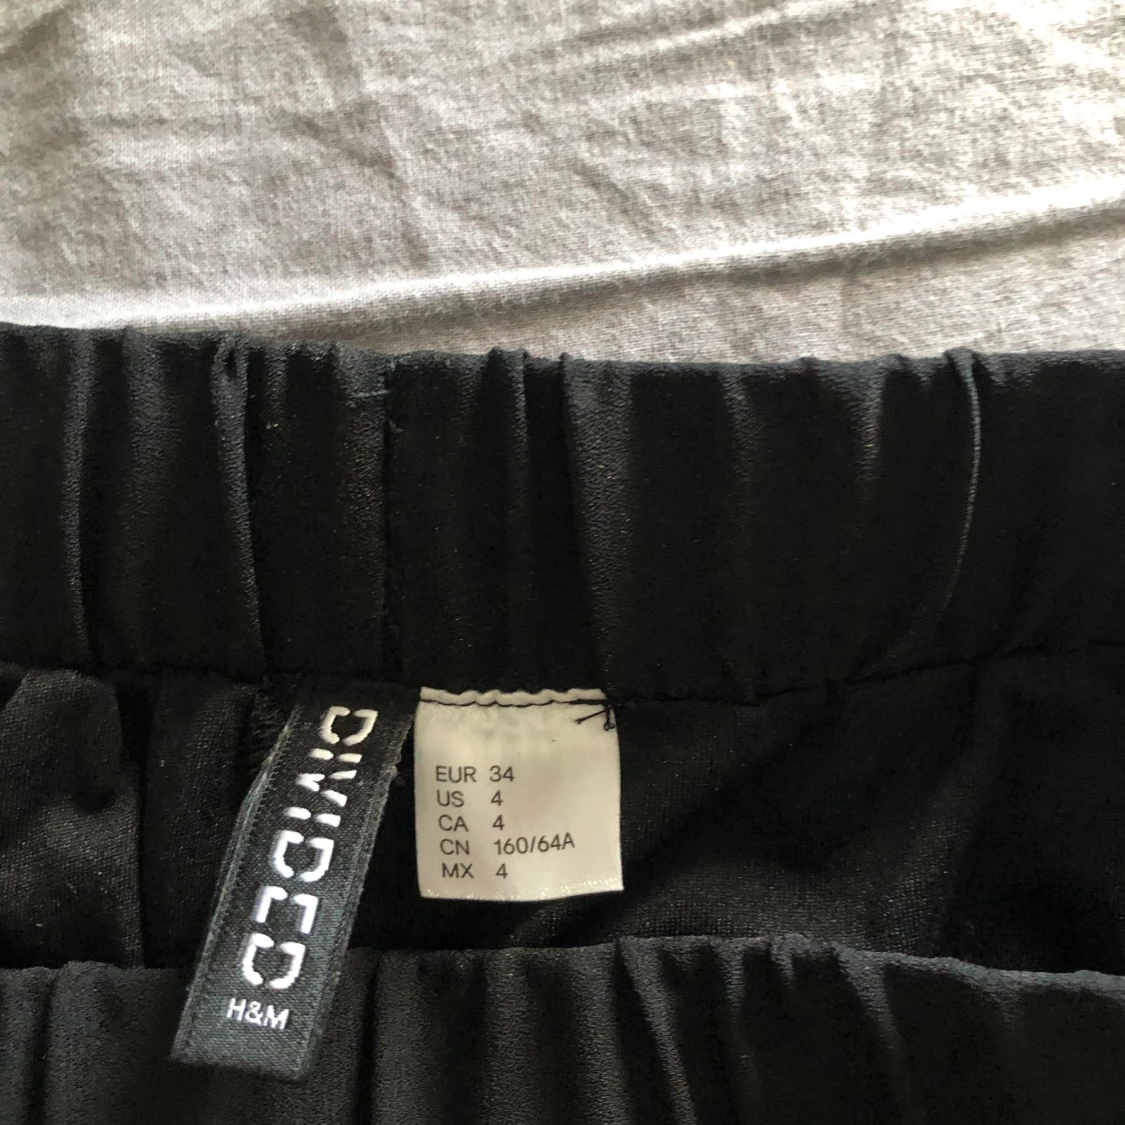 DIVIDED
H&M
EUR 34
US 4
CA 4
CN 160/64A
MX 4